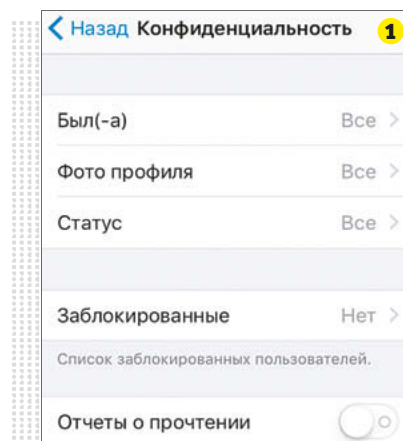 Назад Конфиденциальность 1
Был(-а) Все
Фото профиля Все
Статус Все
Заблокированные Нет
Список заблокированных пользователей.
Отчеты о прочтении